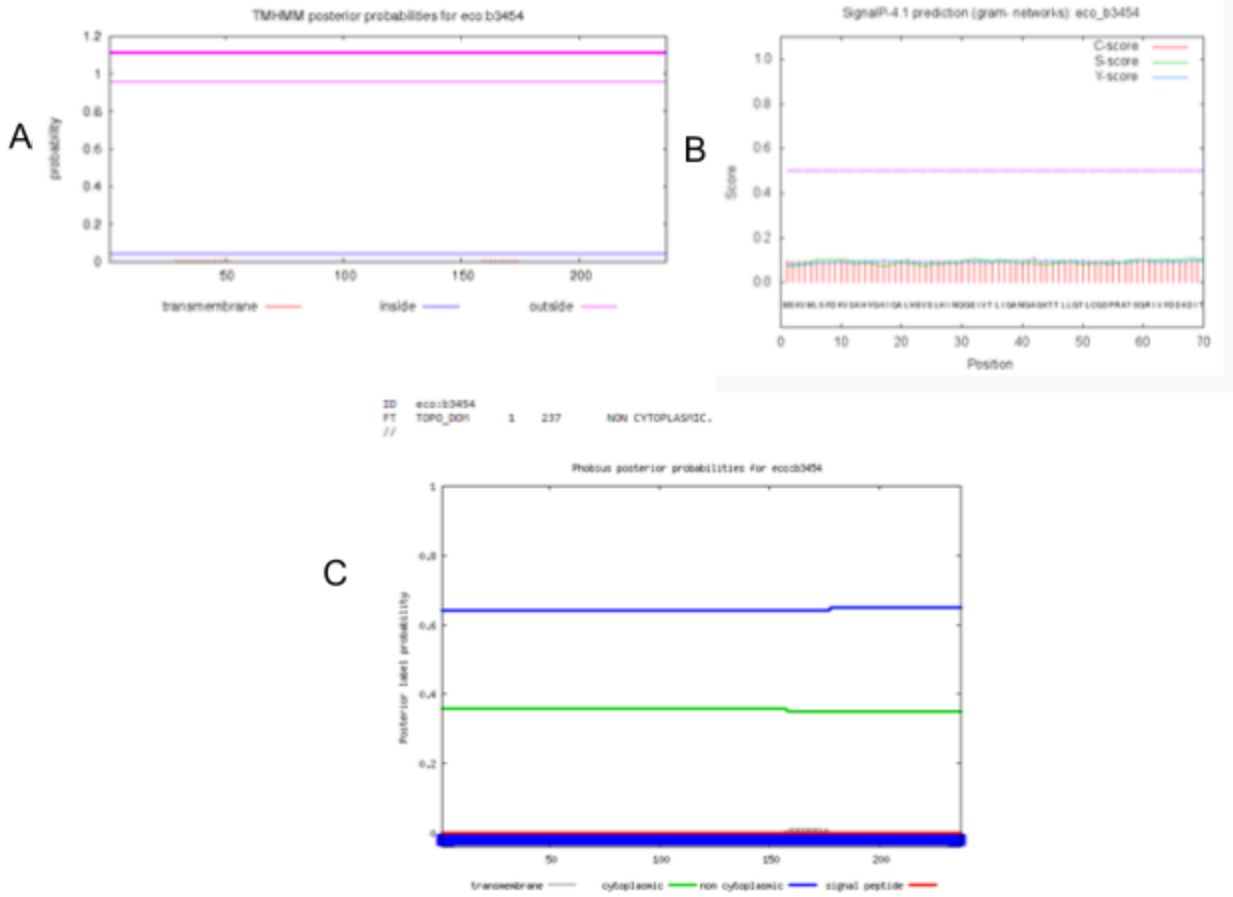 TMHMM posterior probabilities for eco:b3454
1.2
1
0.8
0.6
0.4
0.2
0
probability
50 100 150 200
transmembrane inside outside
A
SignalP-4.1 prediction (gram- networks): eco_b3454
C-score
S-score
Y-score
1.0
0.8
0.6
0.4
0.2
0.0
Score
0 10 20 30 40 50 60 70
Position
B
ID eco:b3454
FT TOPO_DOM 1 237 NON CYTOPLASMIC.
//
Phobius posterior probabilities for eco:b3454
1
0.8
0.6
0.4
0.2
0
Posterior label probability
50 100 150 200
transmembrane cytoplasmic non cytoplasmic signal peptide
C